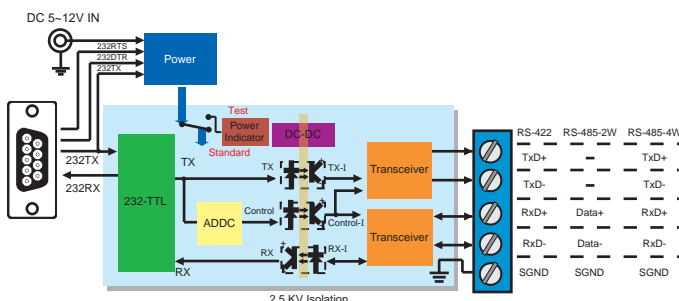 DC 5~12V IN
232RTS
232DTR
232TX
Power
Test
Power
Indicator
DC-DC
Standard
232TX
232RX
232-TTL
TX
TX
TX-I
Transceiver
ADDC
Control
Control-I
Transceiver
RX
RX
RX-I
2.5 KV Isolation
RS-422 RS-485-2W RS-485-4W
TxD+ – TxD+
TxD- – TxD-
RxD+ Data+ RxD+
RxD- Data- RxD-
SGND SGND SGND